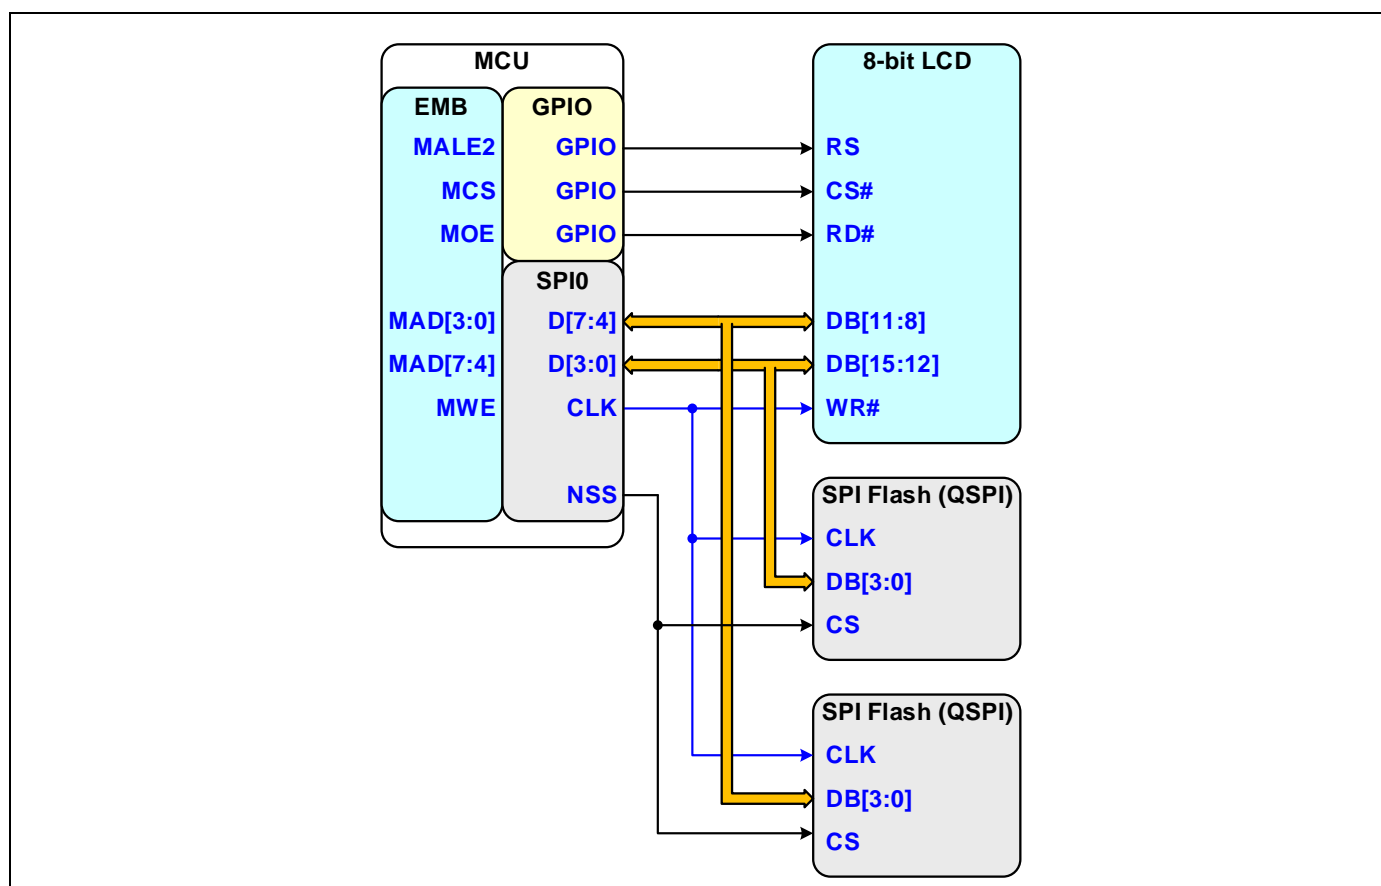 MCU
EMB
GPIO
MALE2
GPIO
MCS
GPIO
MOE
GPIO
SPI0
MAD[3:0]
D[7:4]
MAD[7:4]
D[3:0]
MWE
CLK
NSS
8-bit LCD
RS
CS#
RD#
DB[11:8]
DB[15:12]
WR#
SPI Flash (QSPI)
CLK
DB[3:0]
CS
SPI Flash (QSPI)
CLK
DB[3:0]
CS